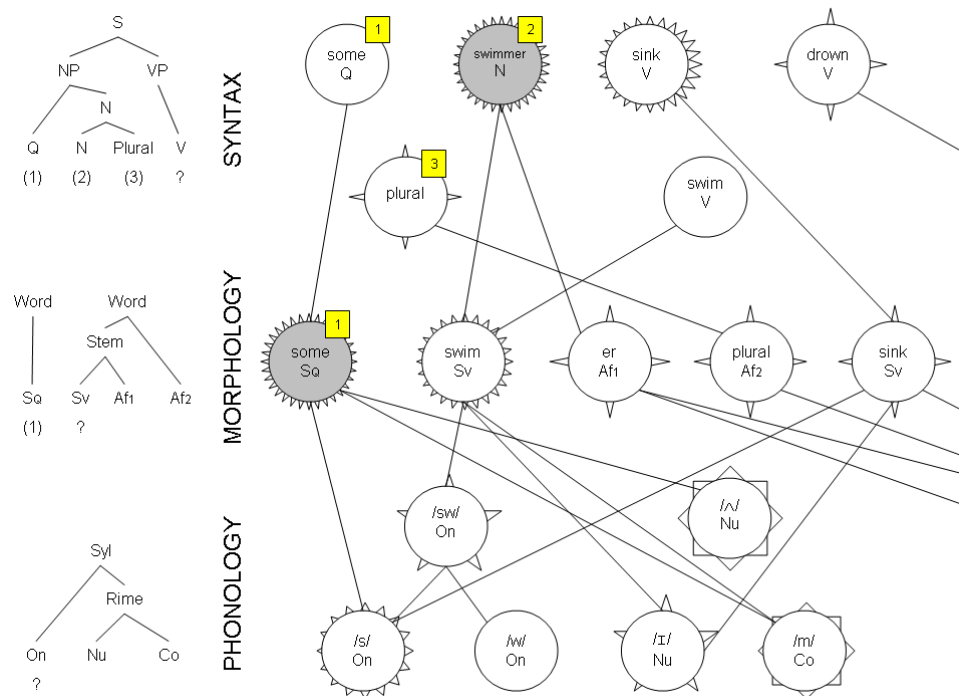 S
NP VP
N
Q N Plural V
(1) (2) (3) ?
SYNTAX
1
some
Q
2
swimmer
N
sink
V
drown
V
3
plural
swim
V
Word Word
Stem
SQ Sv Af1 Af2
(1) ?
MORPHOLOGY
1
some
SQ
swim
Sv
er
Af1
plural
Af2
sink
Sv
Syl
Rime
On Nu Co
?
PHONOLOGY
/sw/
On
/ʌ/
Nu
/s/
On
/w/
On
/ɪ/
Nu
/m/
Co